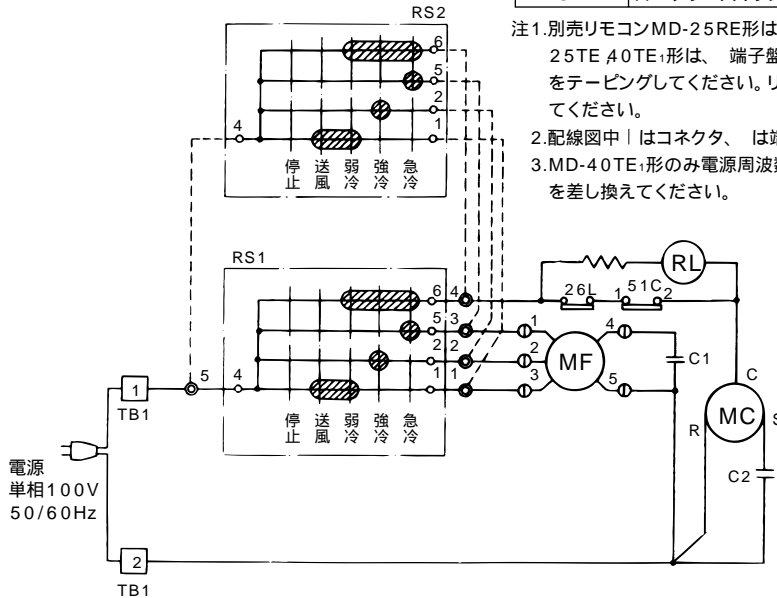 RS2
注1.別売リモコンMD-25RE形は
25TE,40TE₁形は、 端子盤
をテーピングしてください。リ
てください。
2.配線図中｜はコネクタ、 は端
3.MD-40TE₁形のみ電源周波数
を差し換えてください。
6
5
2
1
4
停止
送風
弱冷
強冷
急冷
RS1
RL
6 4
26L
1 51C 2
5 3
1
4
2 2
2
MF
C1
1 1
3
5
1
TB1
5
4
C
MC
R
S
C2
停止
送風
弱冷
強冷
急冷
電源
単相100V
50/60Hz
2
TB1